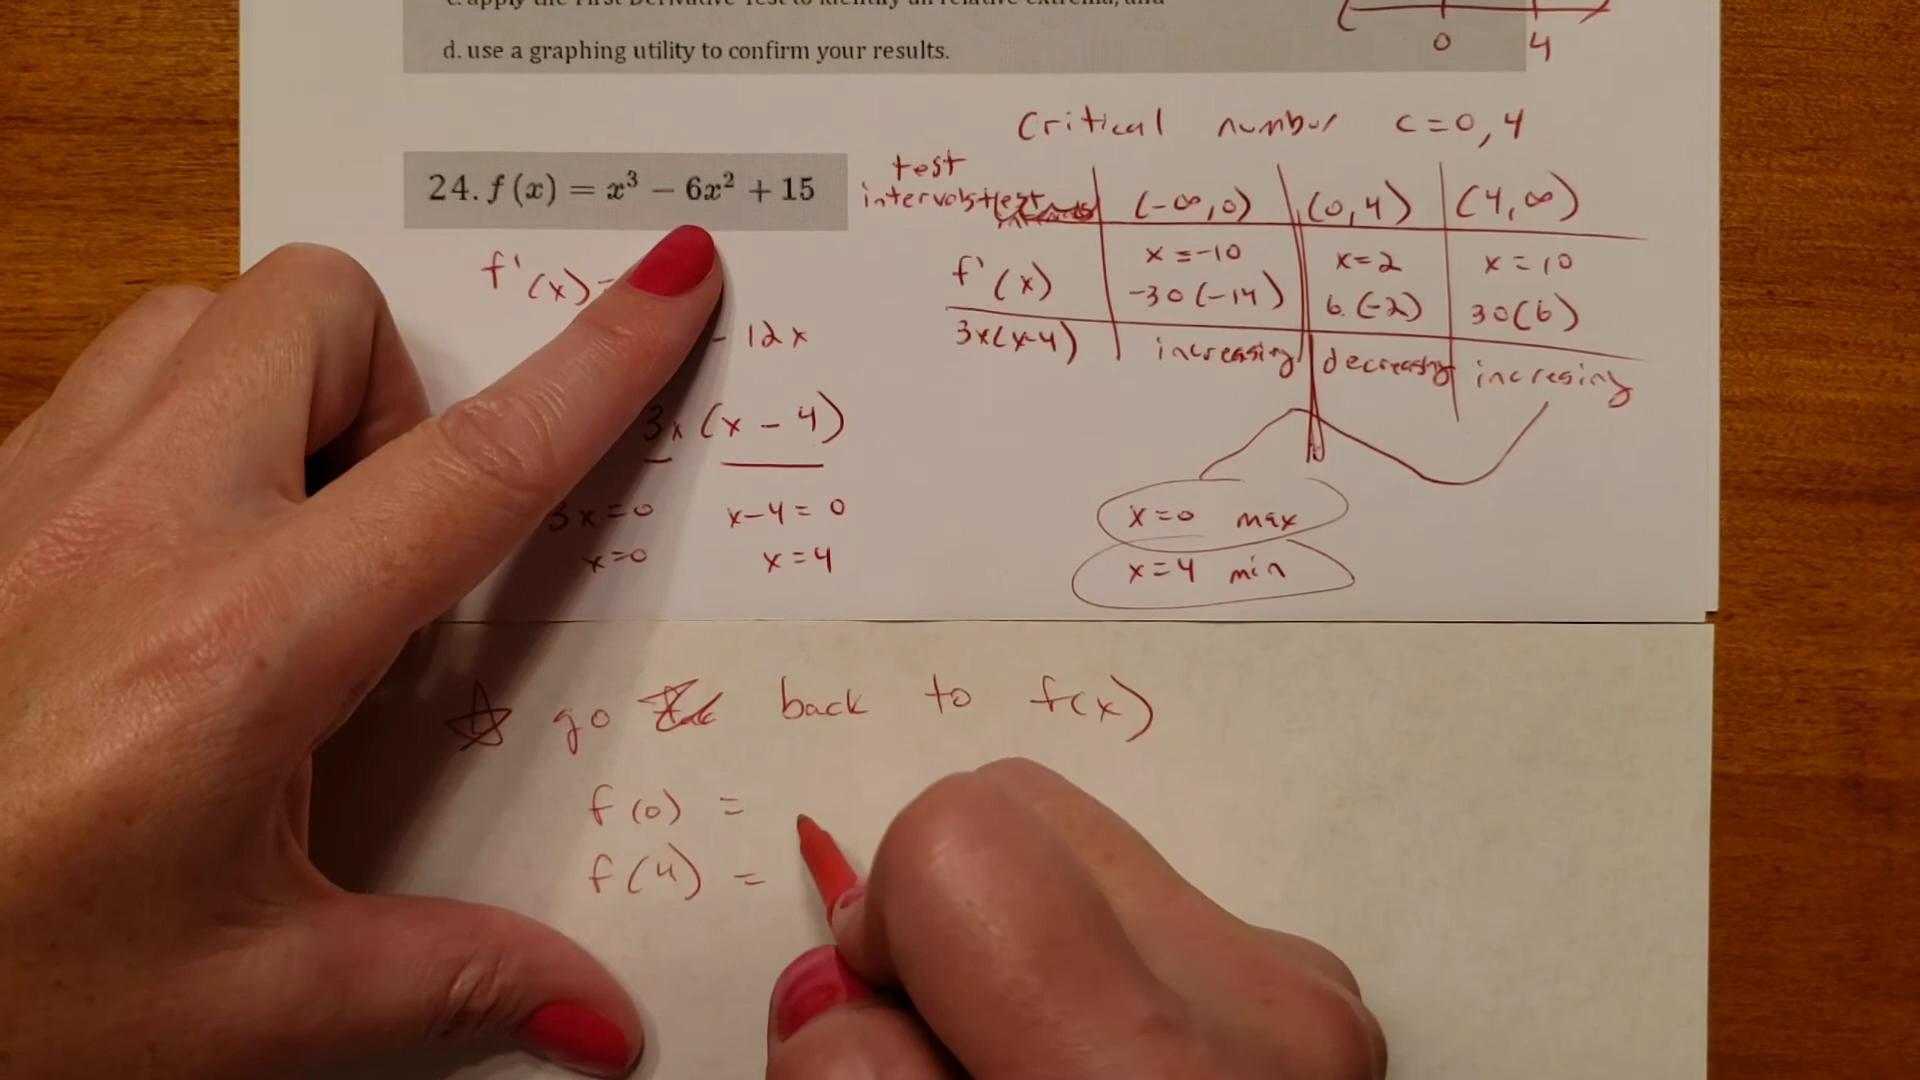 d. use a graphing utility to confirm your results.
0 4
Critical number c=0,4
24. f(x) = x³ − 6x² + 15
test
intervals (-∞,0) (0,4) (4,∞)
f'(x)
- 12x
3x(x-4)
3x=0 x-4=0
x=0 x=4
f'(x) x=-10 x=2 x=10
-30(-14) 6.(-2) 30(6)
3x(x-4) increasing decreasing incresing
x=0 max
x=4 min
go back to f(x)
f(0) =
f(4) =